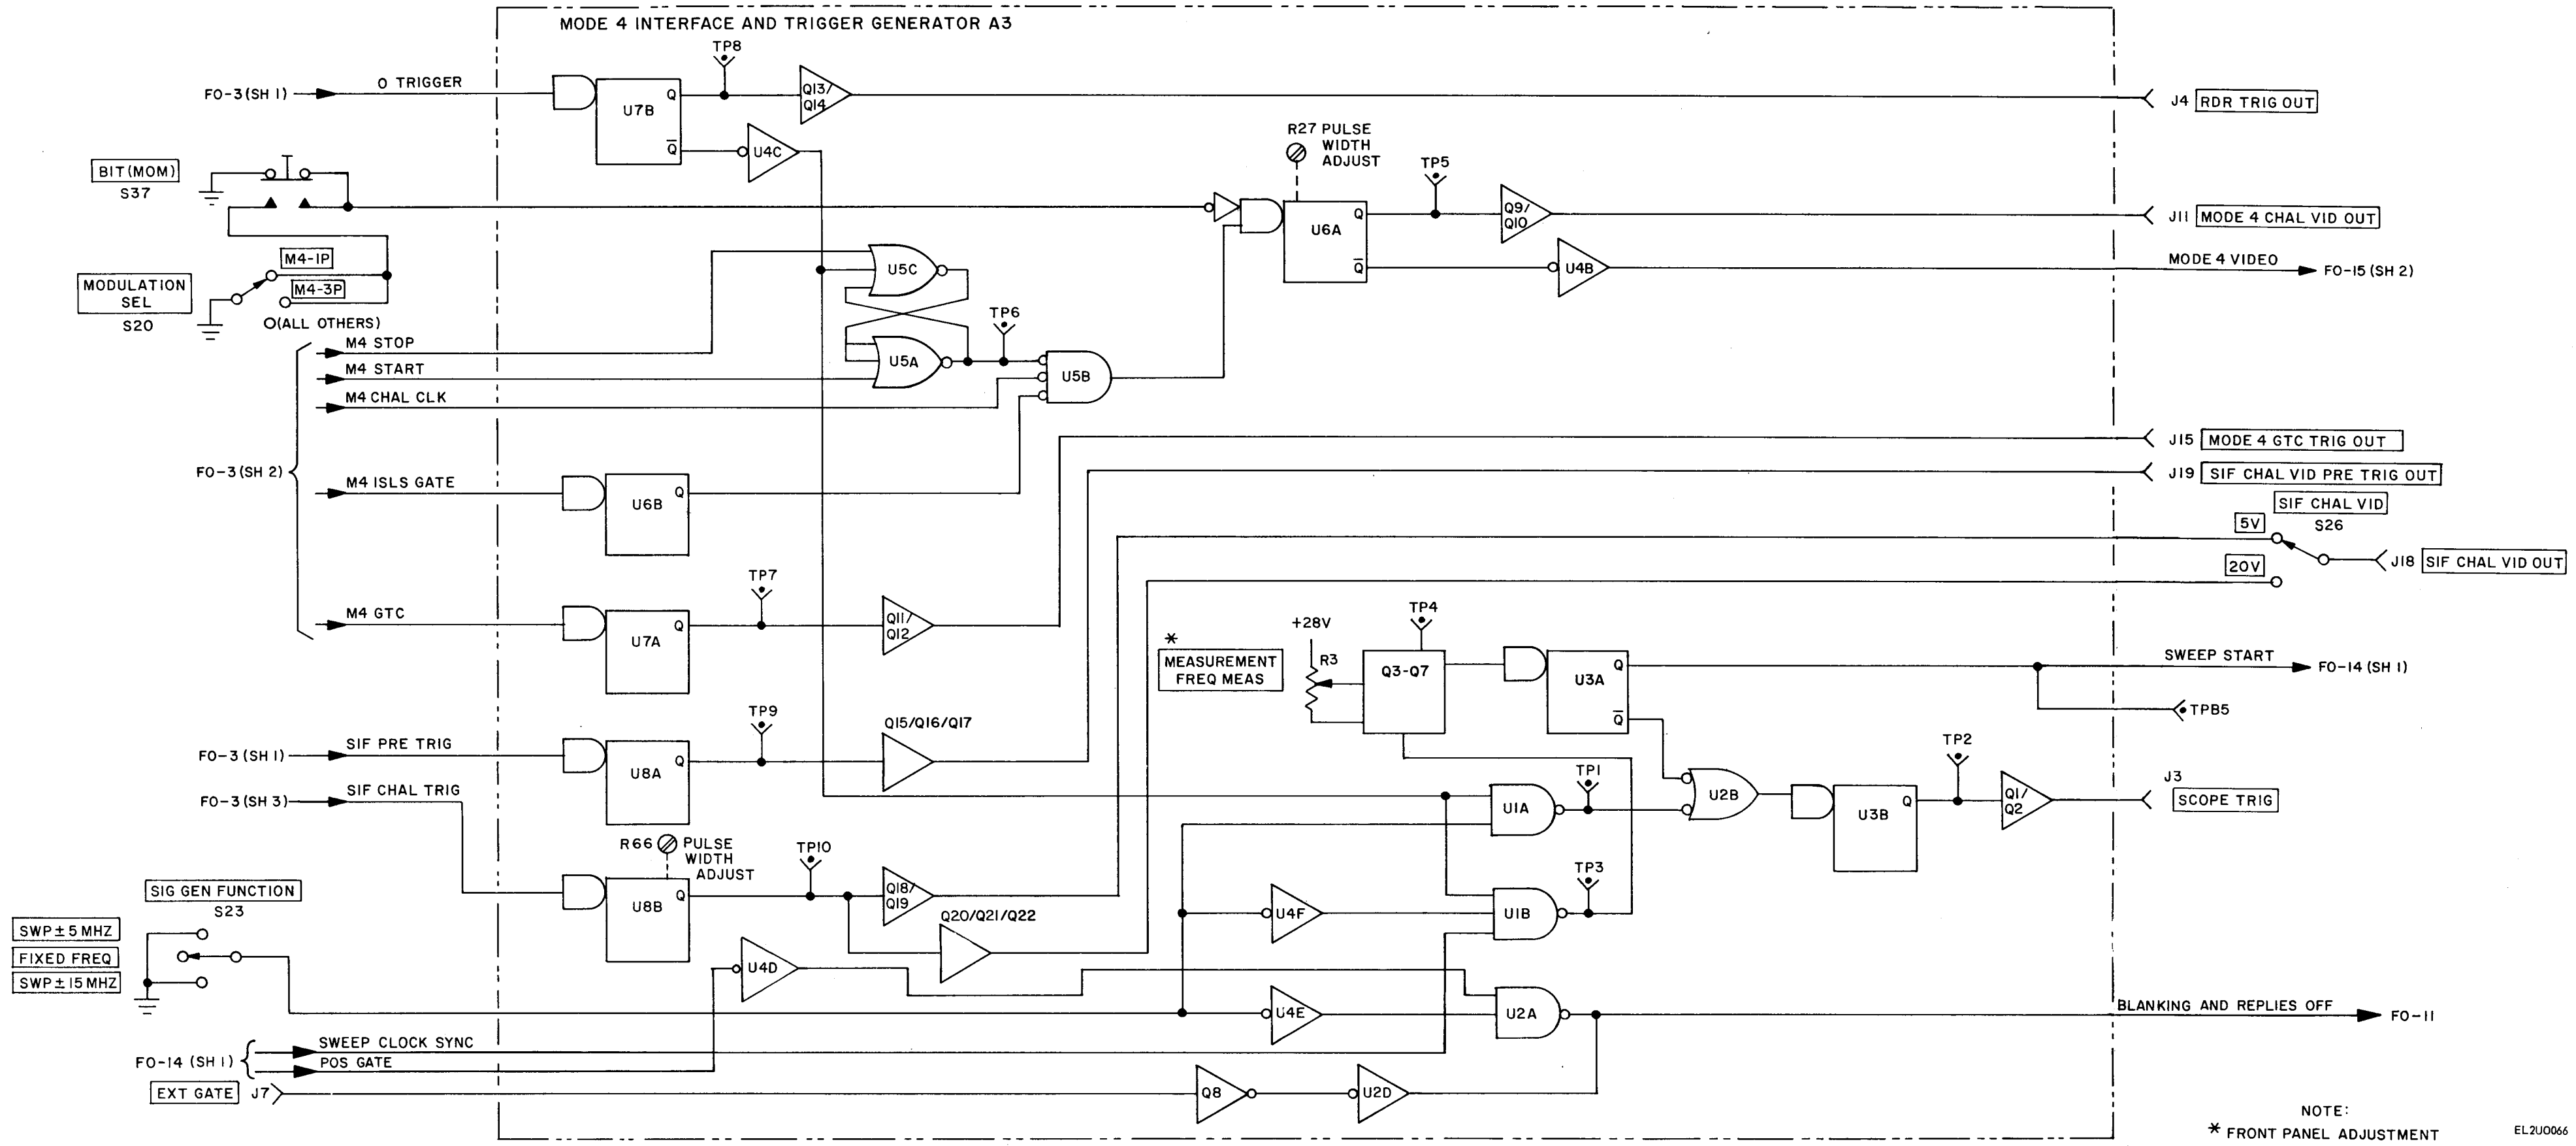 MODE 4 INTERFACE AND TRIGGER GENERATOR A3
TP8
FO-3 (SH 1)
O TRIGGER
U7B
Q
Q̅
Q13/
Q14
J4
RDR TRIG OUT
U4C
BIT (MOM)
S37
R27 PULSE
WIDTH
ADJUST
TP5
U6A
Q
Q̅
Q9/
Q10
J11
MODE 4 CHAL VID OUT
U4B
MODE 4 VIDEO
FO-15 (SH 2)
MODULATION
SEL
S20
M4-1P
M4-3P
O(ALL OTHERS)
U5C
U5A
TP6
U5B
FO-3 (SH 2)
M4 STOP
M4 START
M4 CHAL CLK
M4 ISLS GATE
U6B
Q
M4 GTC
U7A
Q
TP7
Q11/
Q12
J15
MODE 4 GTC TRIG OUT
J19
SIF CHAL VID PRE TRIG OUT
SIF CHAL VID
S26
5V
20V
J18
SIF CHAL VID OUT
*
MEASUREMENT
FREQ MEAS
+28V
R3
TP4
Q3-Q7
U3A
Q
Q̅
SWEEP START
FO-14 (SH 1)
TPB5
FO-3 (SH 1)
SIF PRE TRIG
U8A
Q
TP9
Q15/Q16/Q17
FO-3 (SH 3)
SIF CHAL TRIG
U1A
TP1
U2B
U3B
Q
TP2
Q1/
Q2
J3
SCOPE TRIG
R66
PULSE
WIDTH
ADJUST
U8B
Q
TP10
Q18/
Q19
Q20/Q21/Q22
U4F
U1B
TP3
SIG GEN FUNCTION
S23
SWP ± 5 MHZ
FIXED FREQ
SWP ± 15 MHZ
U4D
U4E
U2A
BLANKING AND REPLIES OFF
FO-11
FO-14 (SH 1)
SWEEP CLOCK SYNC
POS GATE
EXT GATE
J7
Q8
U2D
NOTE:
* FRONT PANEL ADJUSTMENT
EL2U0066